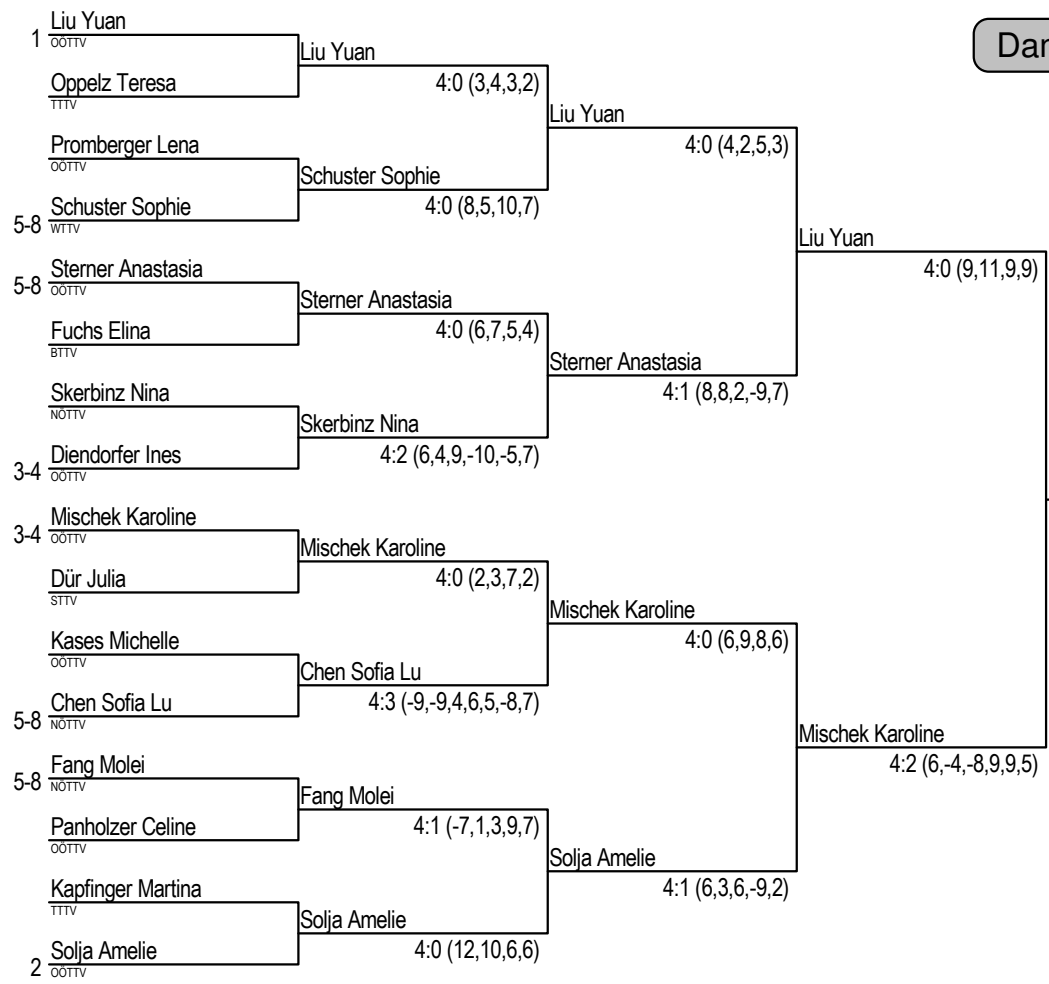 Liu Yuan
1
OÖTTV
Liu Yuan
Oppelz Teresa
4:0 (3,4,3,2)
TTTV
Liu Yuan
Promberger Lena
4:0 (4,2,5,3)
OÖTTV
Schuster Sophie
Schuster Sophie
4:0 (8,5,10,7)
5-8
WTTV
Liu Yuan
Sterner Anastasia
4:0 (9,11,9,9)
5-8
OÖTTV
Sterner Anastasia
Fuchs Elina
4:0 (6,7,5,4)
BTTV
Sterner Anastasia
Skerbinz Nina
4:1 (8,8,2,-9,7)
NÖTTV
Skerbinz Nina
Diendorfer Ines
4:2 (6,4,9,-10,-5,7)
3-4
OÖTTV
Mischek Karoline
3-4
OÖTTV
Mischek Karoline
Dür Julia
4:0 (2,3,7,2)
STTV
Mischek Karoline
Kases Michelle
4:0 (6,9,8,6)
OÖTTV
Chen Sofia Lu
Chen Sofia Lu
4:3 (-9,-9,4,6,5,-8,7)
5-8
NÖTTV
Mischek Karoline
Fang Molei
4:2 (6,-4,-8,9,9,5)
5-8
NÖTTV
Fang Molei
Panholzer Celine
4:1 (-7,1,3,9,7)
OÖTTV
Solja Amelie
Kapfinger Martina
4:1 (6,3,6,-9,2)
TTTV
Solja Amelie
Solja Amelie
4:0 (12,10,6,6)
2
OÖTTV